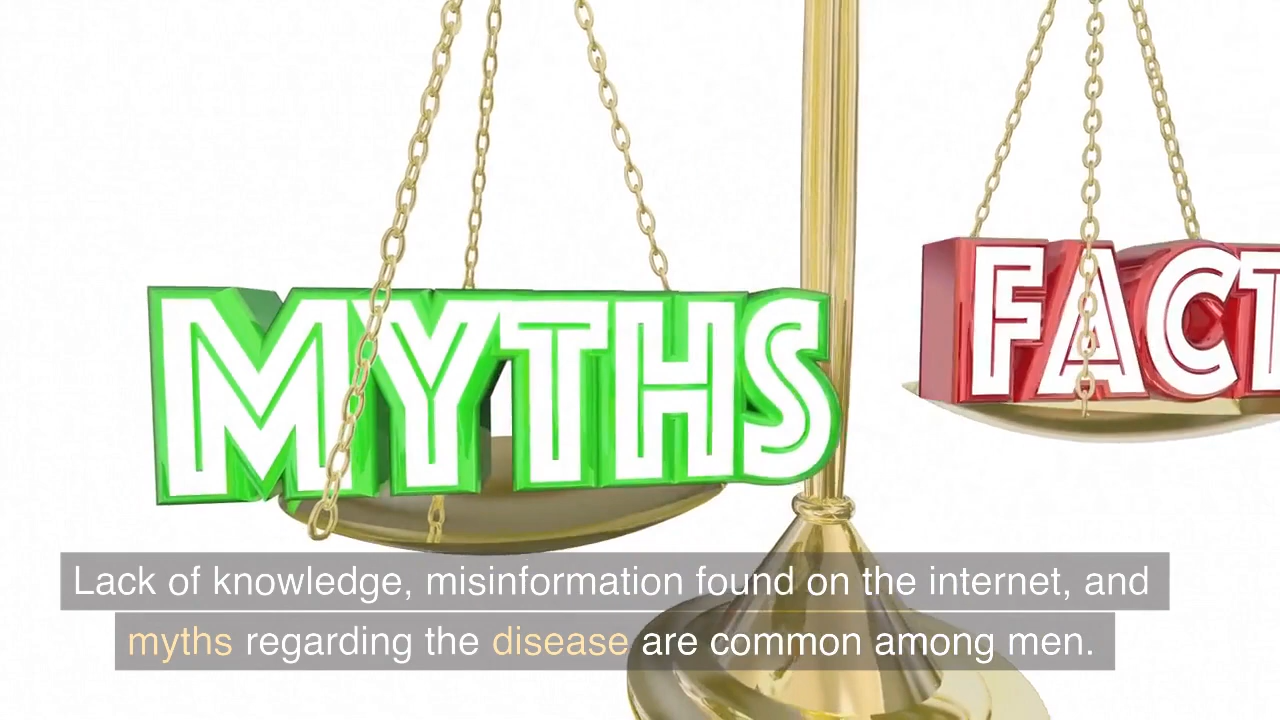 MYTHS
FACT
Lack of knowledge, misinformation found on the internet, and
myths regarding the disease are common among men.